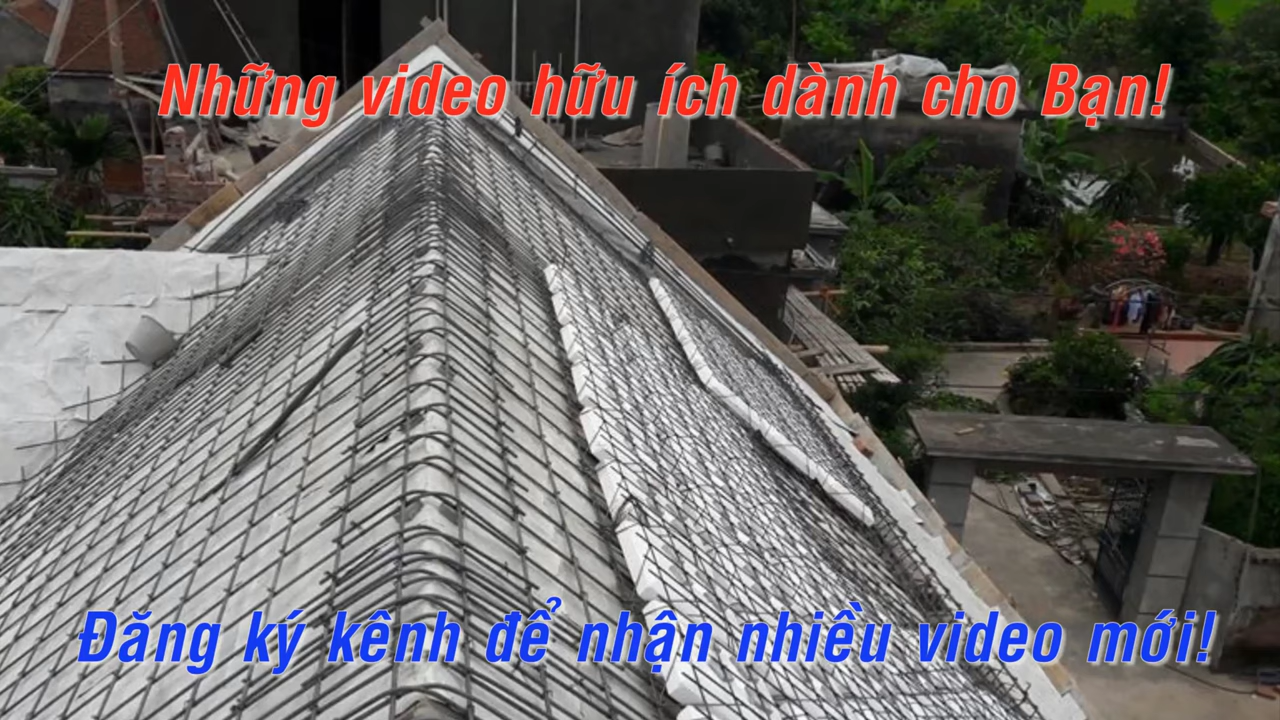 Những video hữu ích dành cho Bạn!
Đăng ký kênh để nhận nhiều video mới!